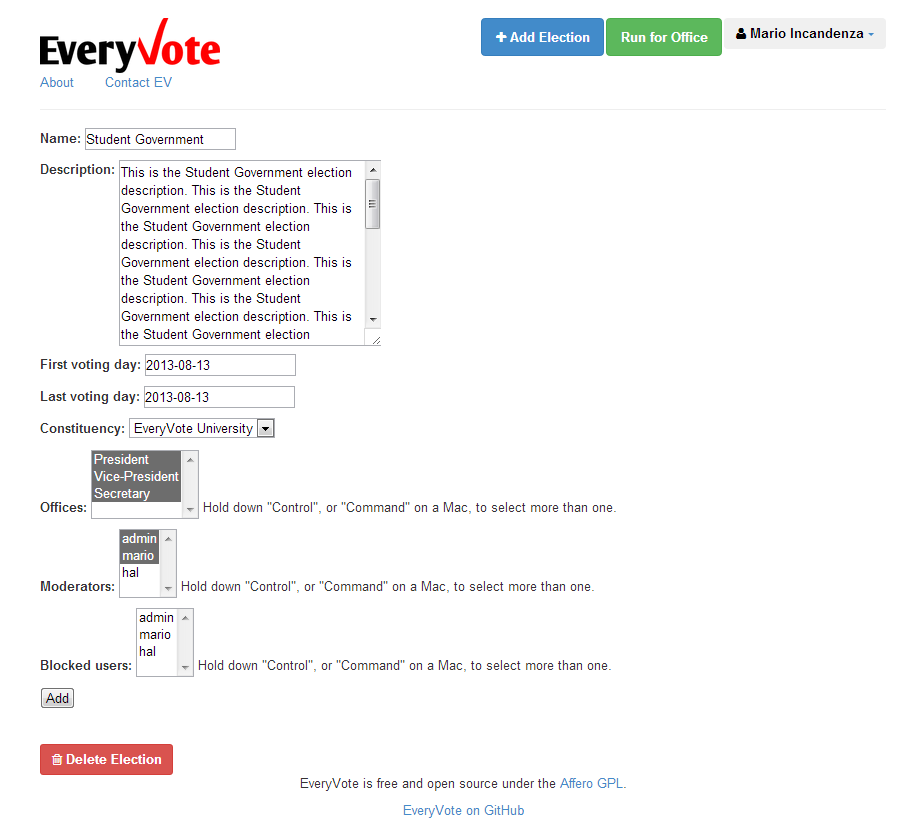 EveryVote
Add Election
Run for Office
Mario Incandenza
About
Contact EV
Name: Student Government
Description: This is the Student Government election
description. This is the Student
Government election description. This is
the Student Government election
description. This is the Student
Government election description. This is
the Student Government election
description. This is the Student
Government election description. This is
the Student Government election
First voting day: 2013-08-13
Last voting day: 2013-08-13
Constituency: EveryVote University
President
Vice-President
Secretary
Offices: Hold down "Control", or "Command" on a Mac, to select more than one.
admin
mario
hal
Moderators: Hold down "Control", or "Command" on a Mac, to select more than one.
admin
mario
hal
Blocked users: Hold down "Control", or "Command" on a Mac, to select more than one.
Add
Delete Election
EveryVote is free and open source under the Affero GPL.
EveryVote on GitHub